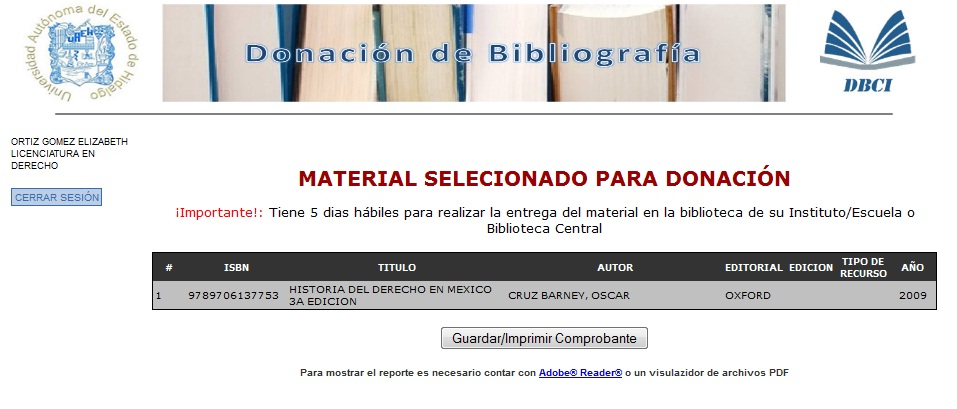 Universidad Autónoma del Estado de Hidalgo
Donación de Bibliografía
DBCI
ORTIZ GOMEZ ELIZABETH
LICENCIATURA EN
DERECHO
CERRAR SESIÓN
MATERIAL SELECIONADO PARA DONACIÓN
¡Importante!: Tiene 5 dias hábiles para realizar la entrega del material en la biblioteca de su Instituto/Escuela o
Biblioteca Central
# ISBN TITULO AUTOR EDITORIAL EDICION TIPO DE RECURSO AÑO
1 9789706137753 HISTORIA DEL DERECHO EN MEXICO 3A EDICION CRUZ BARNEY, OSCAR OXFORD 2009
Guardar/Imprimir Comprobante
Para mostrar el reporte es necesario contar con Adobe® Reader® o un visulazidor de archivos PDF